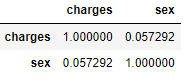 charges sex
charges 1.000000 0.057292
sex 0.057292 1.000000